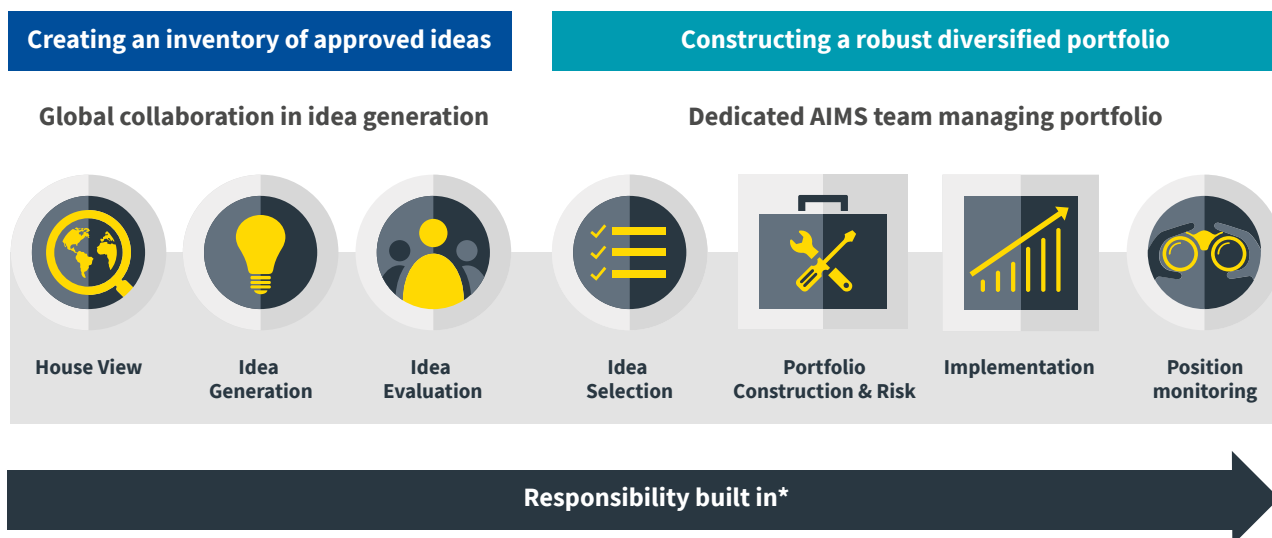 Creating an inventory of approved ideas
Constructing a robust diversified portfolio
Global collaboration in idea generation
Dedicated AIMS team managing portfolio
House View
Idea
Generation
Idea
Evaluation
Idea
Selection
Portfolio
Construction & Risk
Implementation
Position
monitoring
Responsibility built in*